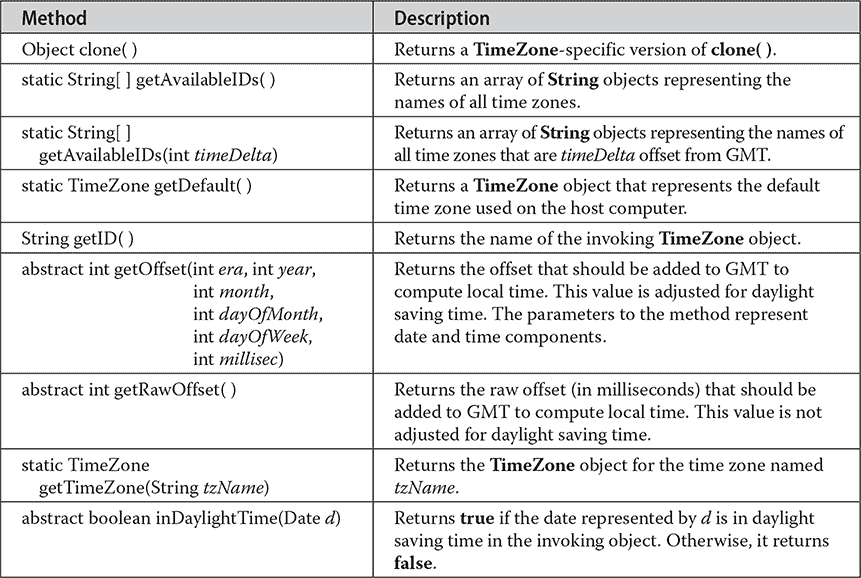 Method Description
Object clone( ) Returns a TimeZone-specific version of clone( ).
static String[ ] getAvailableIDs( ) Returns an array of String objects representing the
names of all time zones.
static String[ ] Returns an array of String objects representing the names of
getAvailableIDs(int timeDelta) all time zones that are timeDelta offset from GMT.
static TimeZone getDefault( ) Returns a TimeZone object that represents the default
time zone used on the host computer.
String getID( ) Returns the name of the invoking TimeZone object.
abstract int getOffset(int era, int year, Returns the offset that should be added to GMT to
int month, compute local time. This value is adjusted for daylight
int dayOfMonth, saving time. The parameters to the method represent
int dayOfWeek, date and time components.
int millisec)
abstract int getRawOffset( ) Returns the raw offset (in milliseconds) that should be
added to GMT to compute local time. This value is not
adjusted for daylight saving time.
static TimeZone Returns the TimeZone object for the time zone named
getTimeZone(String tzName) tzName.
abstract boolean inDaylightTime(Date d) Returns true if the date represented by d is in daylight
saving time in the invoking object. Otherwise, it returns
false.